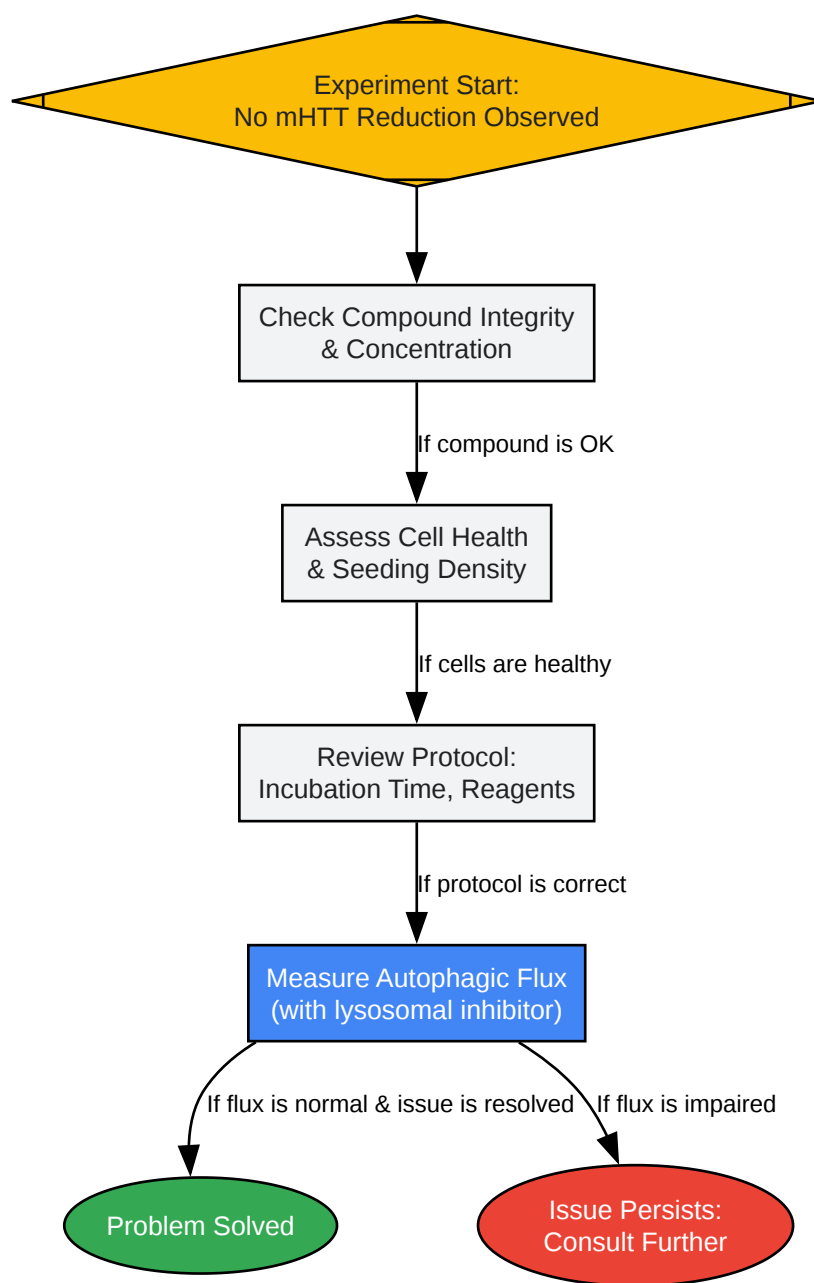 Experiment Start:
No mHTT Reduction Observed
Check Compound Integrity
& Concentration
If compound is OK
Assess Cell Health
& Seeding Density
If cells are healthy
Review Protocol:
Incubation Time, Reagents
If protocol is correct
Measure Autophagic Flux
(with lysosomal inhibitor)
If flux is normal & issue is resolved
If flux is impaired
Problem Solved
Issue Persists:
Consult Further